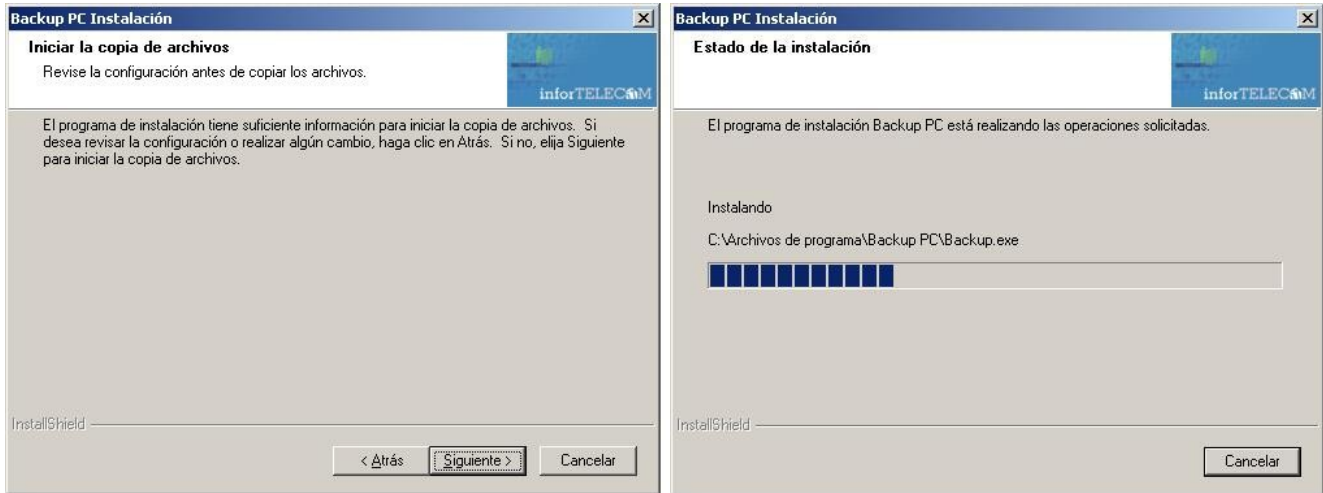 Backup PC Instalación
Iniciar la copia de archivos
Revise la configuración antes de copiar los archivos.
inforTELECOM
El programa de instalación tiene suficiente información para iniciar la copia de archivos. Si
desea revisar la configuración o realizar algún cambio, haga clic en Atrás. Si no, elija Siguiente
para iniciar la copia de archivos.
InstallShield
< Atrás
Siguiente >
Cancelar
Backup PC Instalación
Estado de la instalación
inforTELECOM
El programa de instalación Backup PC está realizando las operaciones solicitadas.
Instalando
C:\Archivos de programa\Backup PC\Backup.exe
InstallShield
Cancelar